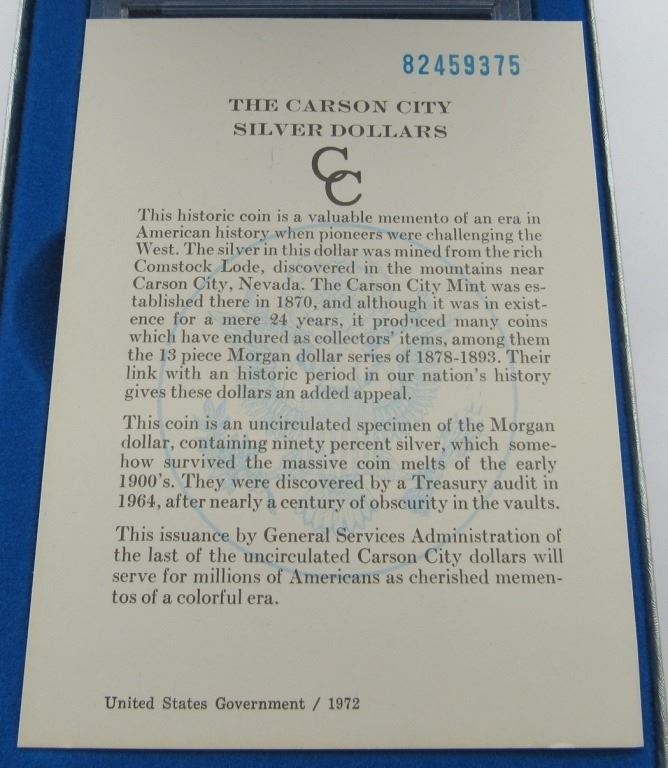 82459375
THE CARSON CITY
SILVER DOLLARS
CC
This historic coin is a valuable memento of an era in
American history when pioneers were challenging the
West. The silver in this dollar was mined from the rich
Comstock Lode, discovered in the mountains near
Carson City, Nevada. The Carson City Mint was es-
tablished there in 1870, and although it was in exist-
ence for a mere 24 years, it produced many coins
which have endured as collectors' items, among them
the 13 piece Morgan dollar series of 1878-1893. Their
link with an historic period in our nation's history
gives these dollars an added appeal.
This coin is an uncirculated specimen of the Morgan
dollar, containing ninety percent silver, which some-
how survived the massive coin melts of the early
1900's. They were discovered by a Treasury audit in
1964, after nearly a century of obscurity in the vaults.
This issuance by General Services Administration of
the last of the uncirculated Carson City dollars will
serve for millions of Americans as cherished memen-
tos of a colorful era.
United States Government / 1972